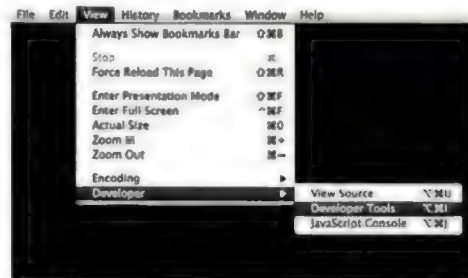 File Edit View History Bookmarks Window Help
Always Show Bookmarks Bar ⇧⌘B
Stop ⌘.
Force Reload This Page ⇧⌘R
Enter Presentation Mode ⇧⌘F
Enter Full Screen ^⌘F
Actual Size ⌘0
Zoom In ⌘+
Zoom Out ⌘−
Encoding ▶
Developer ▶
View Source ⌥⌘U
Developer Tools ⌥⌘I
JavaScript Console ⌥⌘J